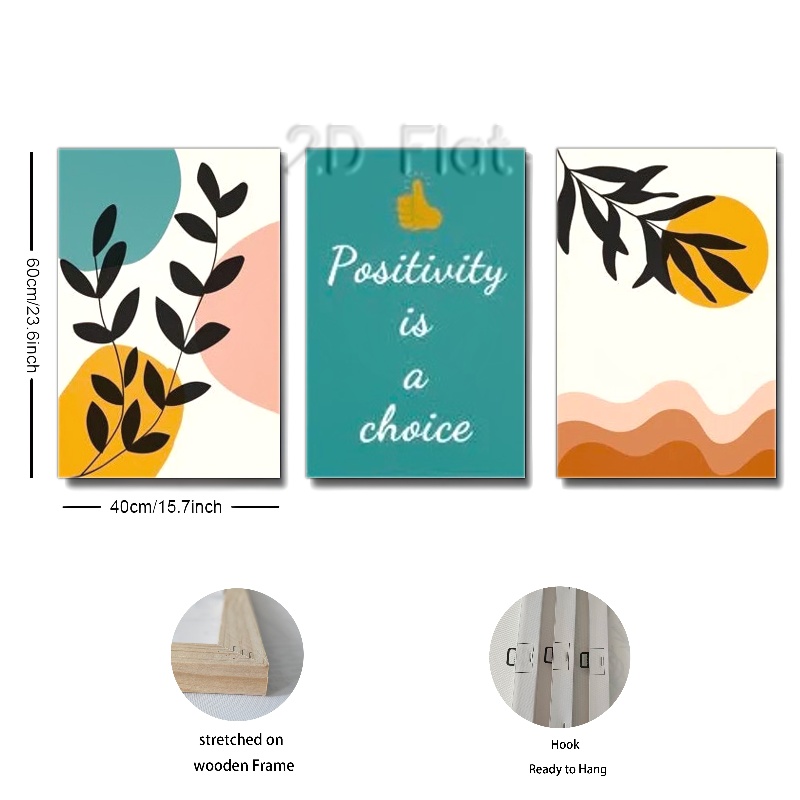 2D Flat
Positivity
is
a
choice
60cm/23.6inch
40cm/15.7inch
stretched on
wooden Frame
Hook
Ready to Hang